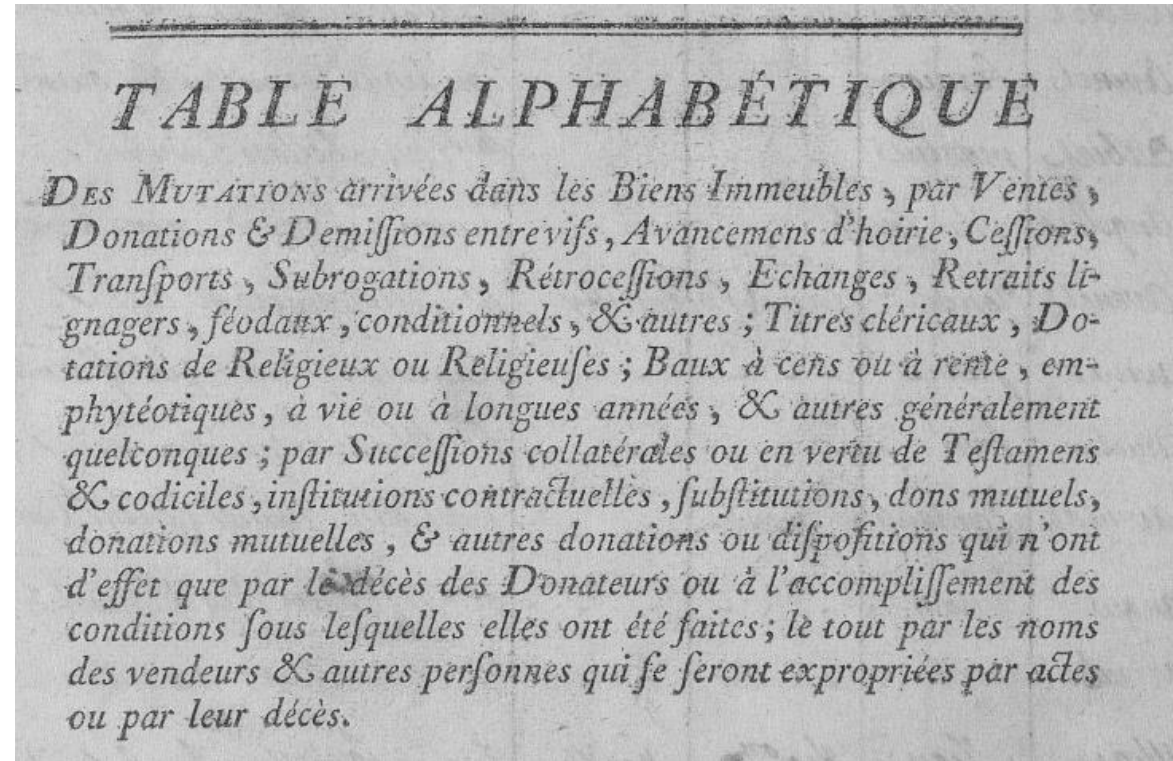 TABLE ALPHABÉTIQUE
DES MUTATIONS arrivées dans les Biens Immeubles, par Ventes,
Donations & Demiſſions entrevifs, Avancemens d'hoirie, Ceſſions,
Tranſports, Subrogations, Rétroceſſions, Echanges, Retraits li-
gnagers, féodaux, conditionnels, & autres; Titres cléricaux, Do-
tations de Religieux ou Religieuſes; Baux à cens ou à rente, em-
phytéotiques, à vie ou à longues années, & autres généralement
quelconques; par Succeſſions collatérales ou en vertu de Teſtamens
& codiciles, inſtitutions contractuelles, ſubſtitutions, dons mutuels,
donations mutuelles, & autres donations ou diſpoſitions qui n'ont
d'effet que par le décès des Donateurs ou à l'accompliſſement des
conditions ſous leſquelles elles ont été faites; le tout par les noms
des vendeurs & autres perſonnes qui ſe ſeront expropriées par actes
ou par leur décès.